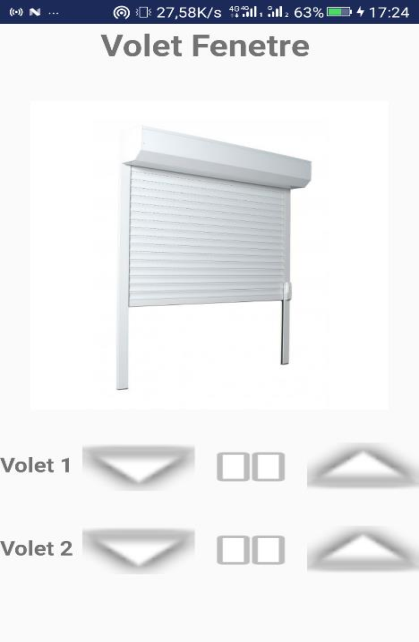 27,58K/s 63% 17:24
Volet Fenetre
Volet 1
Volet 2